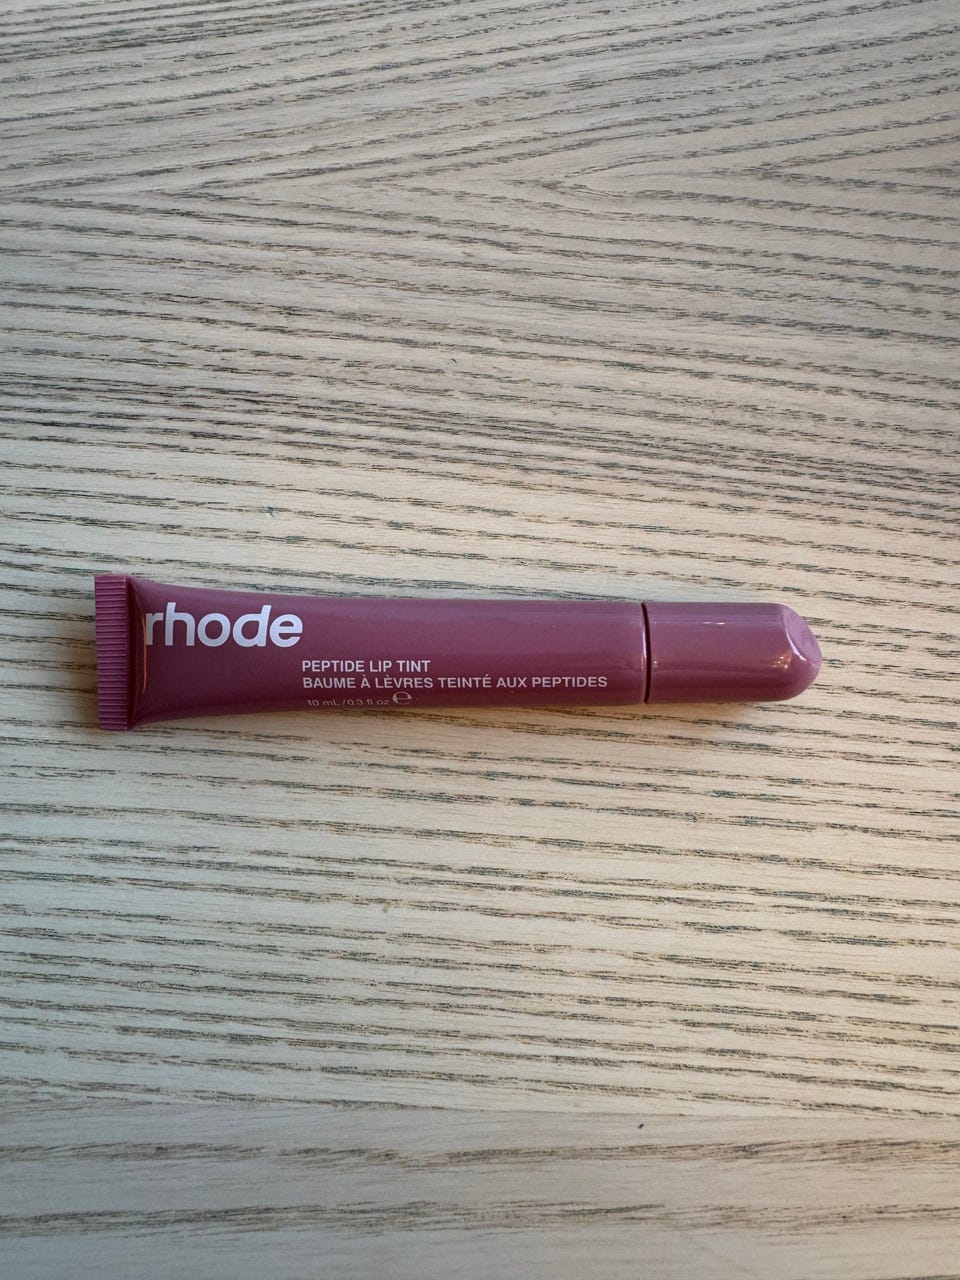 rhode
PEPTIDE LIP TINT
BAUME À LÈVRES TEINTÉ AUX PEPTIDES
10 mL / 0.3 fl oz ℮